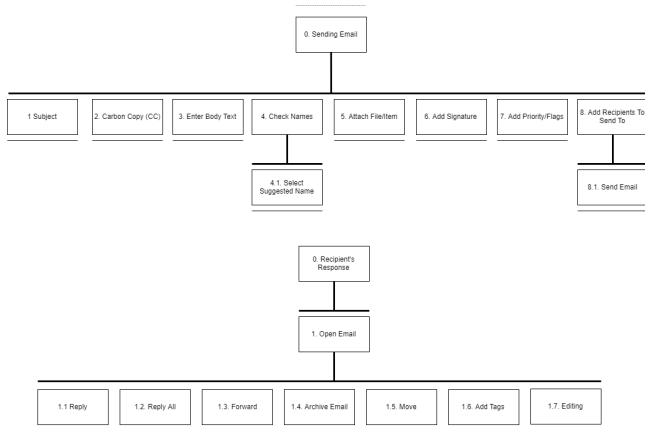 0. Sending Email
1 Subject
2. Carbon Copy (CC)
3. Enter Body Text
4. Check Names
5. Attach File/Item
6. Add Signature
7. Add Priority/Flags
8. Add Recipients To
Send To
4.1. Select
Suggested Name
8.1. Send Email
0. Recipient's
Response
1. Open Email
1.1 Reply
1.2. Reply All
1.3. Forward
1.4. Archive Email
1.5. Move
1.6. Add Tags
1.7. Editing